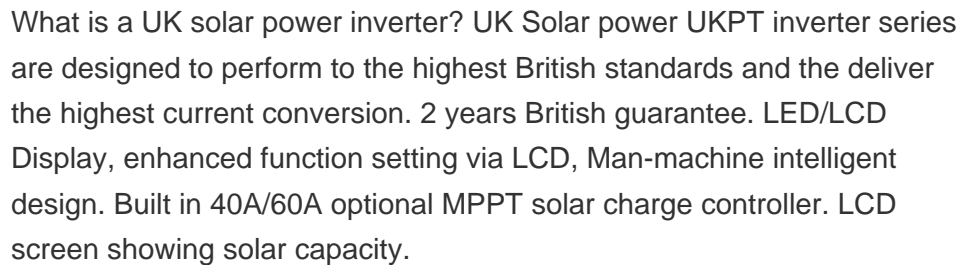 What is a UK solar power inverter? UK Solar power UKPT inverter series
are designed to perform to the highest British standards and the deliver
the highest current conversion. 2 years British guarantee. LED/LCD
Display, enhanced function setting via LCD, Man-machine intelligent
design. Built in 40A/60A optional MPPT solar charge controller. LCD
screen showing solar capacity.